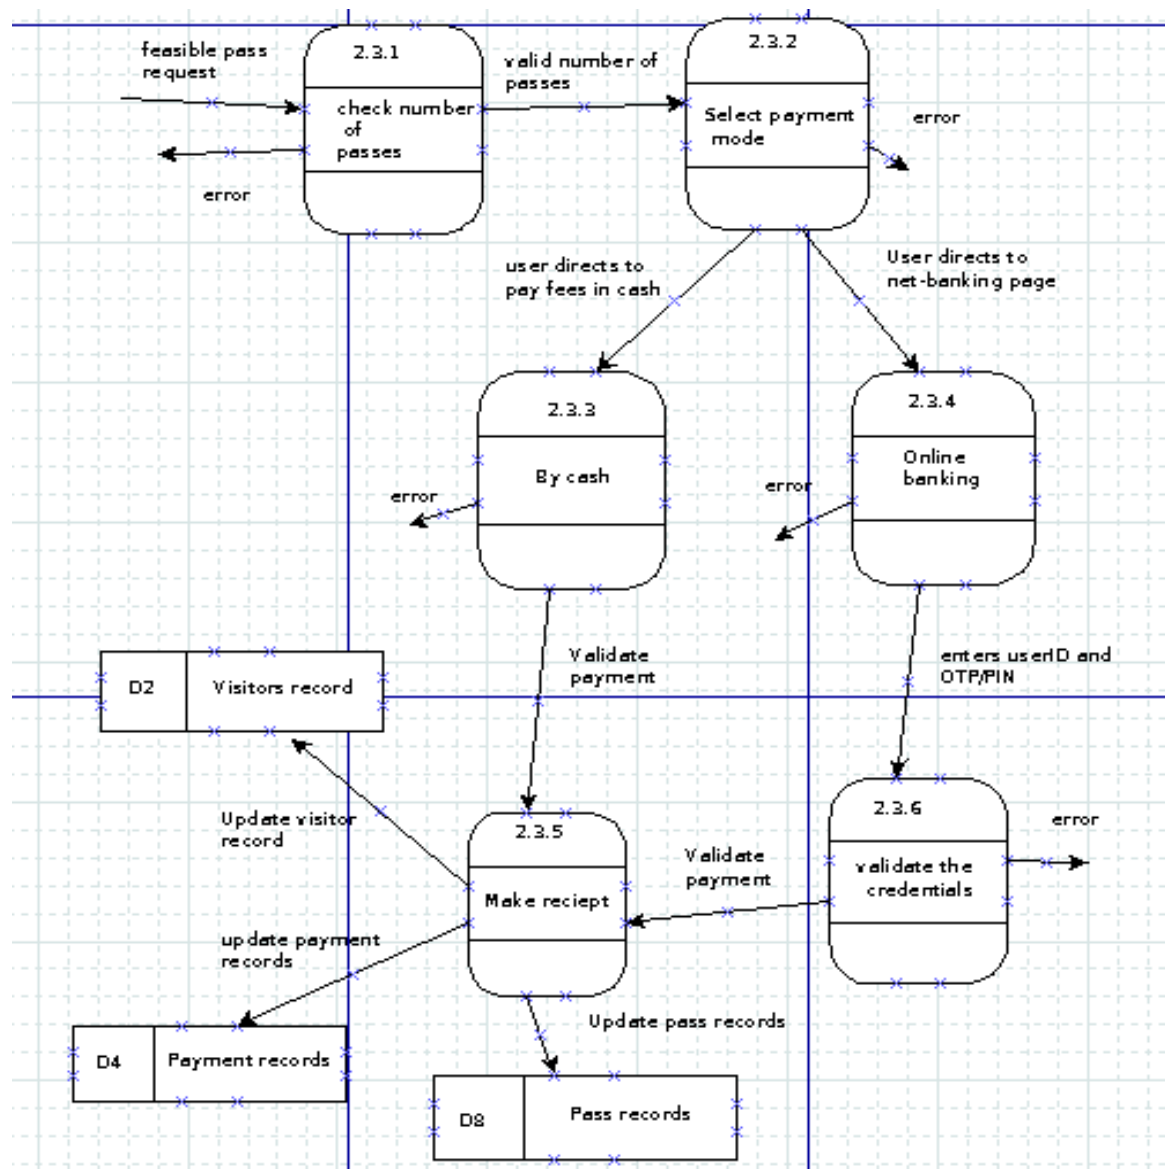 feasible pass
request
2.3.1
check number
of
passes
error
valid number of
passes
2.3.2
Select payment
mode
error
user directs to
pay fees in cash
User directs to
net-banking page
2.3.3
By cash
error
2.3.4
Online
banking
error
Validate
payment
enters userID and
OTP/PIN
D2
Visitors record
Update visitor
record
2.3.5
Make reciept
Validate
payment
2.3.6
validate the
credentials
error
update payment
records
D4
Payment records
Update pass records
D8
Pass records